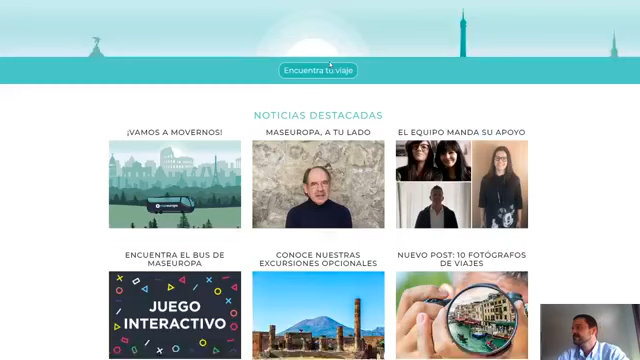 Encuentra tu viaje
NOTICIAS DESTACADAS
¡VAMOS A MOVERNOS!
MASEUROPA, A TU LADO
EL EQUIPO MANDA SU APOYO
ENCUENTRA EL BUS DE
MASEUROPA
CONOCE NUESTRAS
EXCURSIONES OPCIONALES
NUEVO POST: 10 FOTÓGRAFOS
DE VIAJES
JUEGO
INTERACTIVO